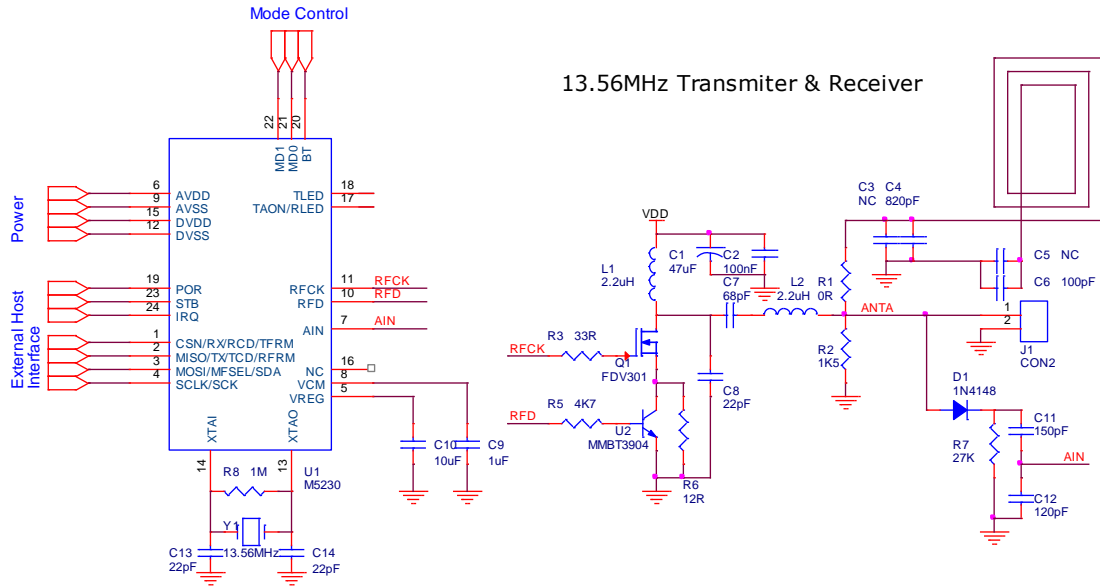 Mode Control
13.56MHz Transmiter & Receiver
22
21
20
MD1
MD0
BT
Power
6
9
15
12
AVDD
AVSS
DVDD
DVSS
TLED
TAON/RLED
18
17
External Host
Interface
19
23
24
POR
STB
IRQ
RFCK
RFD
AIN
11
10
7
RFCK
RFD
AIN
1
2
3
4
CSN/RX/RCD/TFRM
MISO/TX/TCD/RFRM
MOSI/MFSEL/SDA
SCLK/SCK
NC
VCM
VREG
16
8
5
XTAI
XTAO
14
13
U1
M5230
R8 1M
Y1
13.56MHz
C13
22pF
C14
22pF
C10
10uF
C9
1uF
VDD
L1
2.2uH
C1
47uF
C2
100nF
C7
68pF
L2
2.2uH
R1
0R
C3
NC
C4
820pF
C5 NC
C6 100pF
ANTA
1
2
J1
CON2
RFCK
R3 33R
Q1
FDV301
R2
1K5
C8
22pF
RFD
R5 4K7
U2
MMBT3904
R6
12R
D1
1N4148
R7
27K
C11
150pF
AIN
C12
120pF